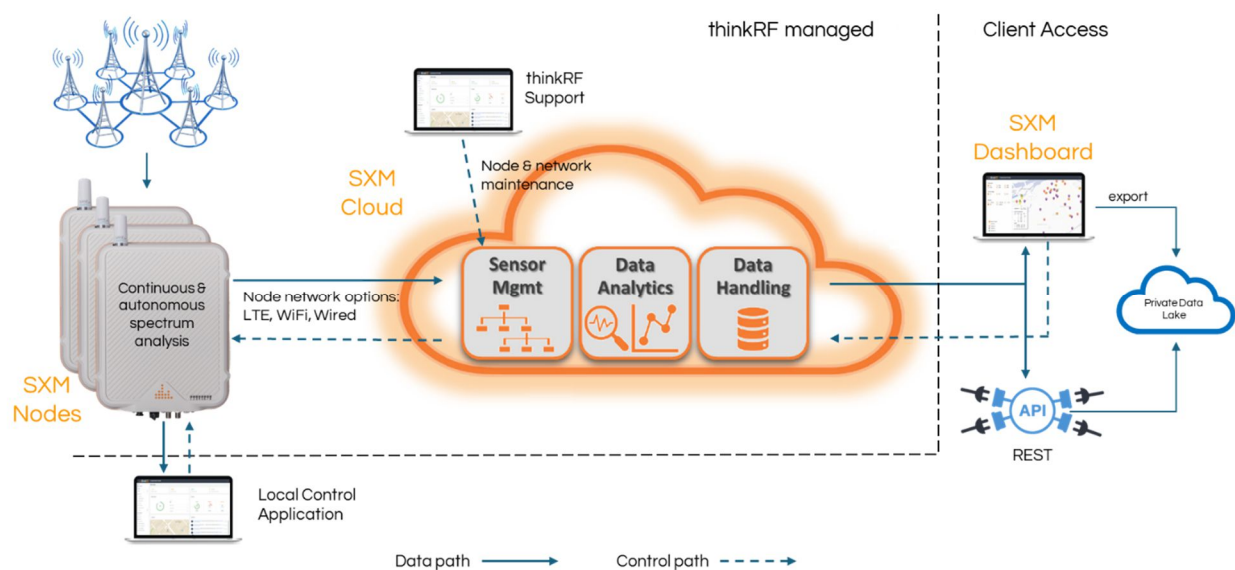 thinkRF managed
Client Access
thinkRF
Support
SXM
Dashboard
Node & network
maintenance
SXM
Cloud
export
Sensor
Mgmt
Data
Analytics
Data
Handling
Continuous &
autonomous
spectrum
analysis
Node network options:
LTE, WiFi, Wired
Private Data
Lake
SXM
Nodes
API
REST
Local Control
Application
Data path
Control path